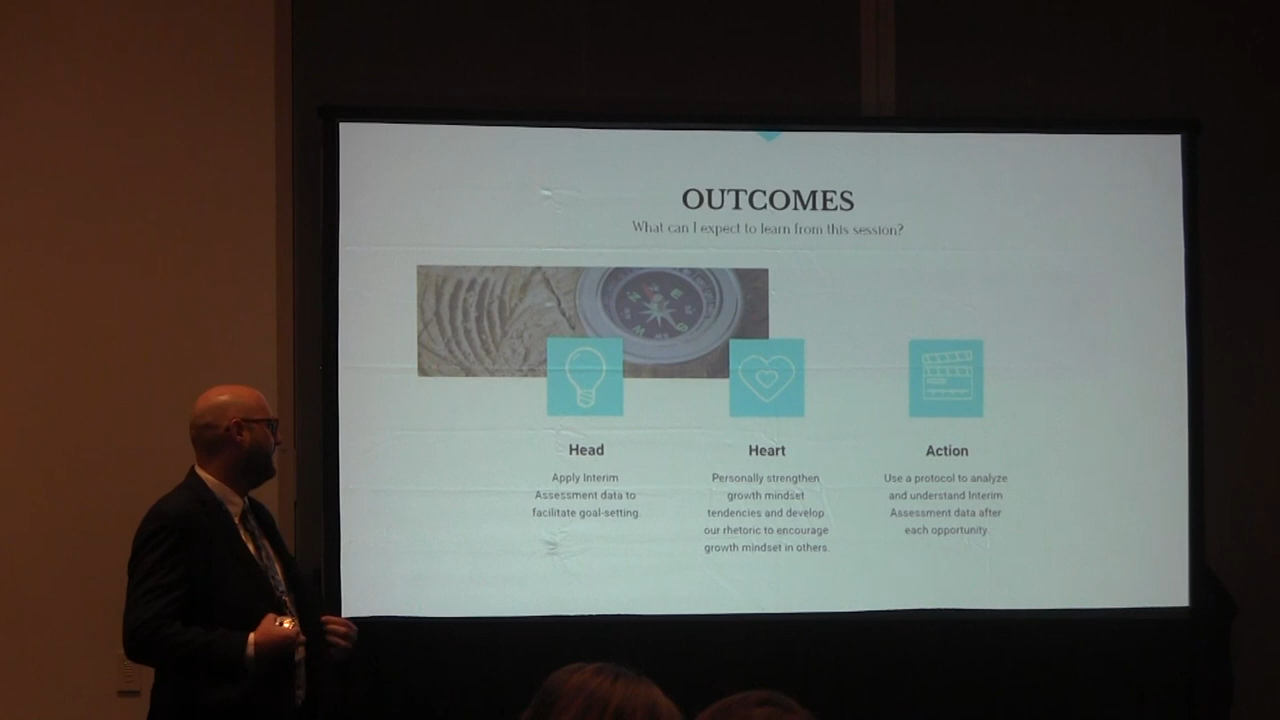 OUTCOMES
What can I expect to learn from this session?
N
E
W
S
Head
Apply Interim
Assessment data to
facilitate goal-setting.
Heart
Personally strengthen
growth mindset
tendencies and develop
our rhetoric to encourage
growth mindset in others.
Action
Use a protocol to analyze
and understand Interim
Assessment data after
each opportunity.